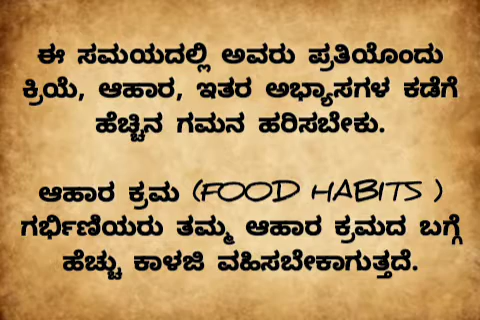 ಈ ಸಮಯದಲ್ಲಿ ಅವರು ಪ್ರತಿಯೊಂದು
ಕ್ರಿಯೆ, ಆಹಾರ, ಇತರ ಅಭ್ಯಾಸಗಳ ಕಡೆಗೆ
ಹೆಚ್ಚಿನ ಗಮನ ಹರಿಸಬೇಕು.
ಆಹಾರ ಕ್ರಮ (FOOD HABITS )
ಗರ್ಭಿಣಿಯರು ತಮ್ಮ ಆಹಾರ ಕ್ರಮದ ಬಗ್ಗೆ
ಹೆಚ್ಚು ಕಾಳಜಿ ವಹಿಸಬೇಕಾಗುತ್ತದೆ.